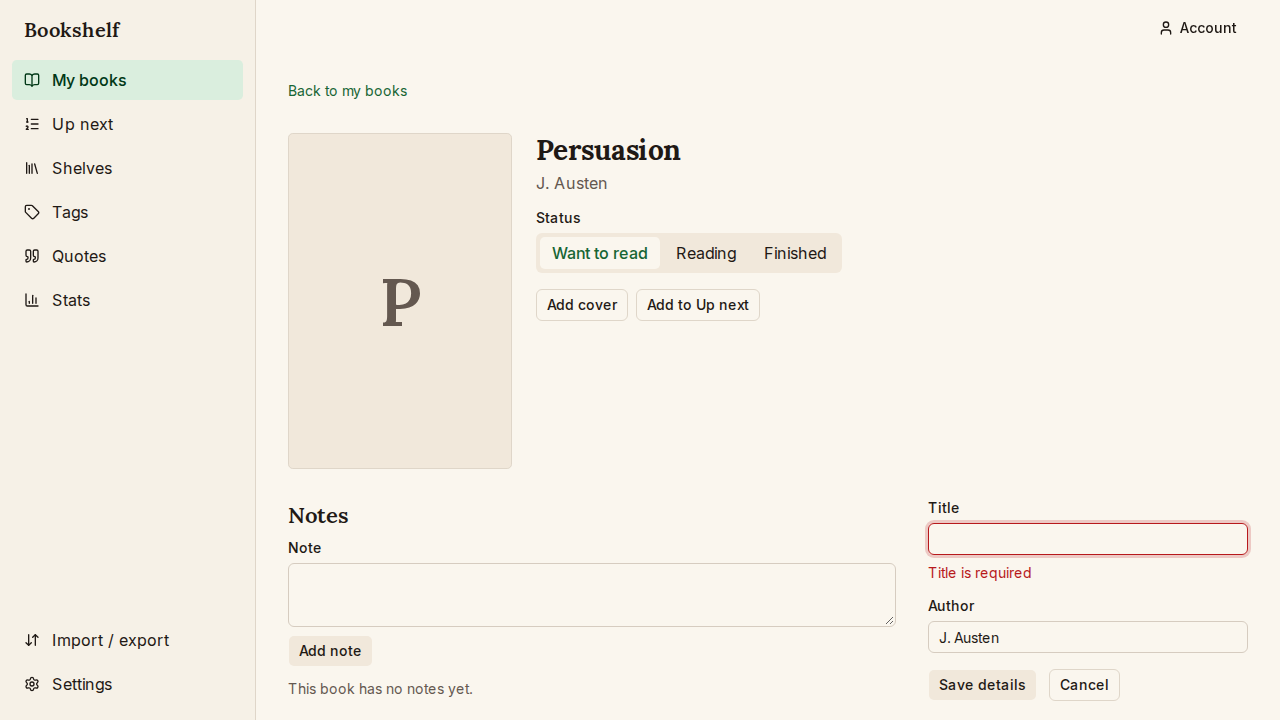 Bookshelf
My books
Up next
Shelves
Tags
Quotes
Stats
Import / export
Settings
Account
Back to my books
P
Persuasion
J. Austen
Status
Want to read
Reading
Finished
Add cover
Add to Up next
Notes
Note
Add note
This book has no notes yet.
Title
Title is required
Author
J. Austen
Save details
Cancel